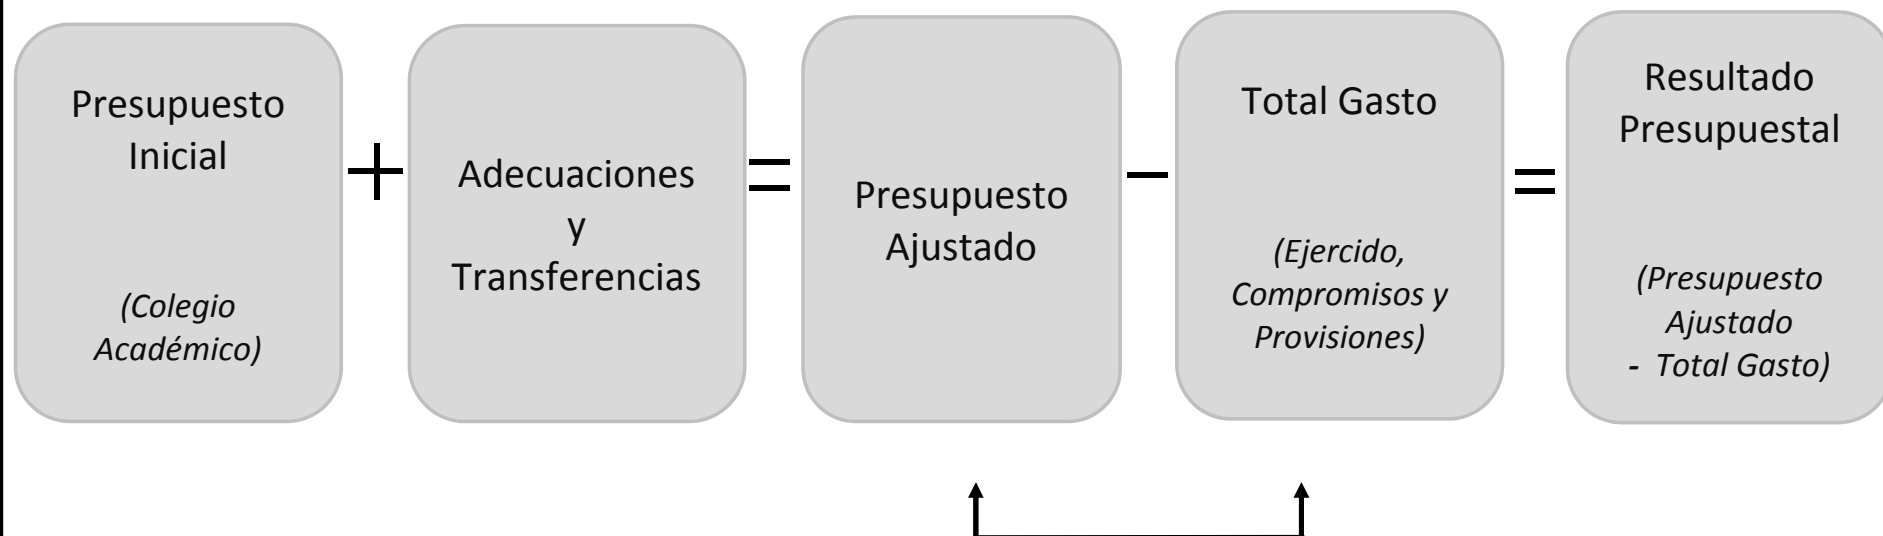 Presupuesto
Inicial
(Colegio
Académico)
+
Adecuaciones
y
Transferencias
=
Presupuesto
Ajustado
−
Total Gasto
(Ejercido,
Compromisos y
Provisiones)
=
Resultado
Presupuestal
(Presupuesto
Ajustado
- Total Gasto)